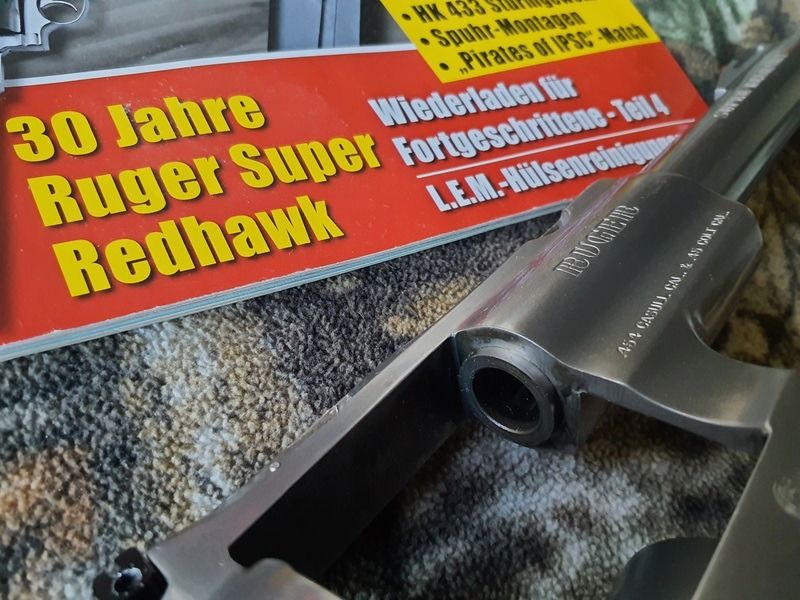 • HK 433 Sturmgewe
• Spuhr-Montagen
• „Pirates of IPSC“-Match
30 Jahre
Ruger Super
Redhawk
Wiederladen für
Fortgeschrittene - Teil 4
L.E.M.-Hülsenreinigung
RUGER
.454 CASULL CAL. & .45 COLT CAL.